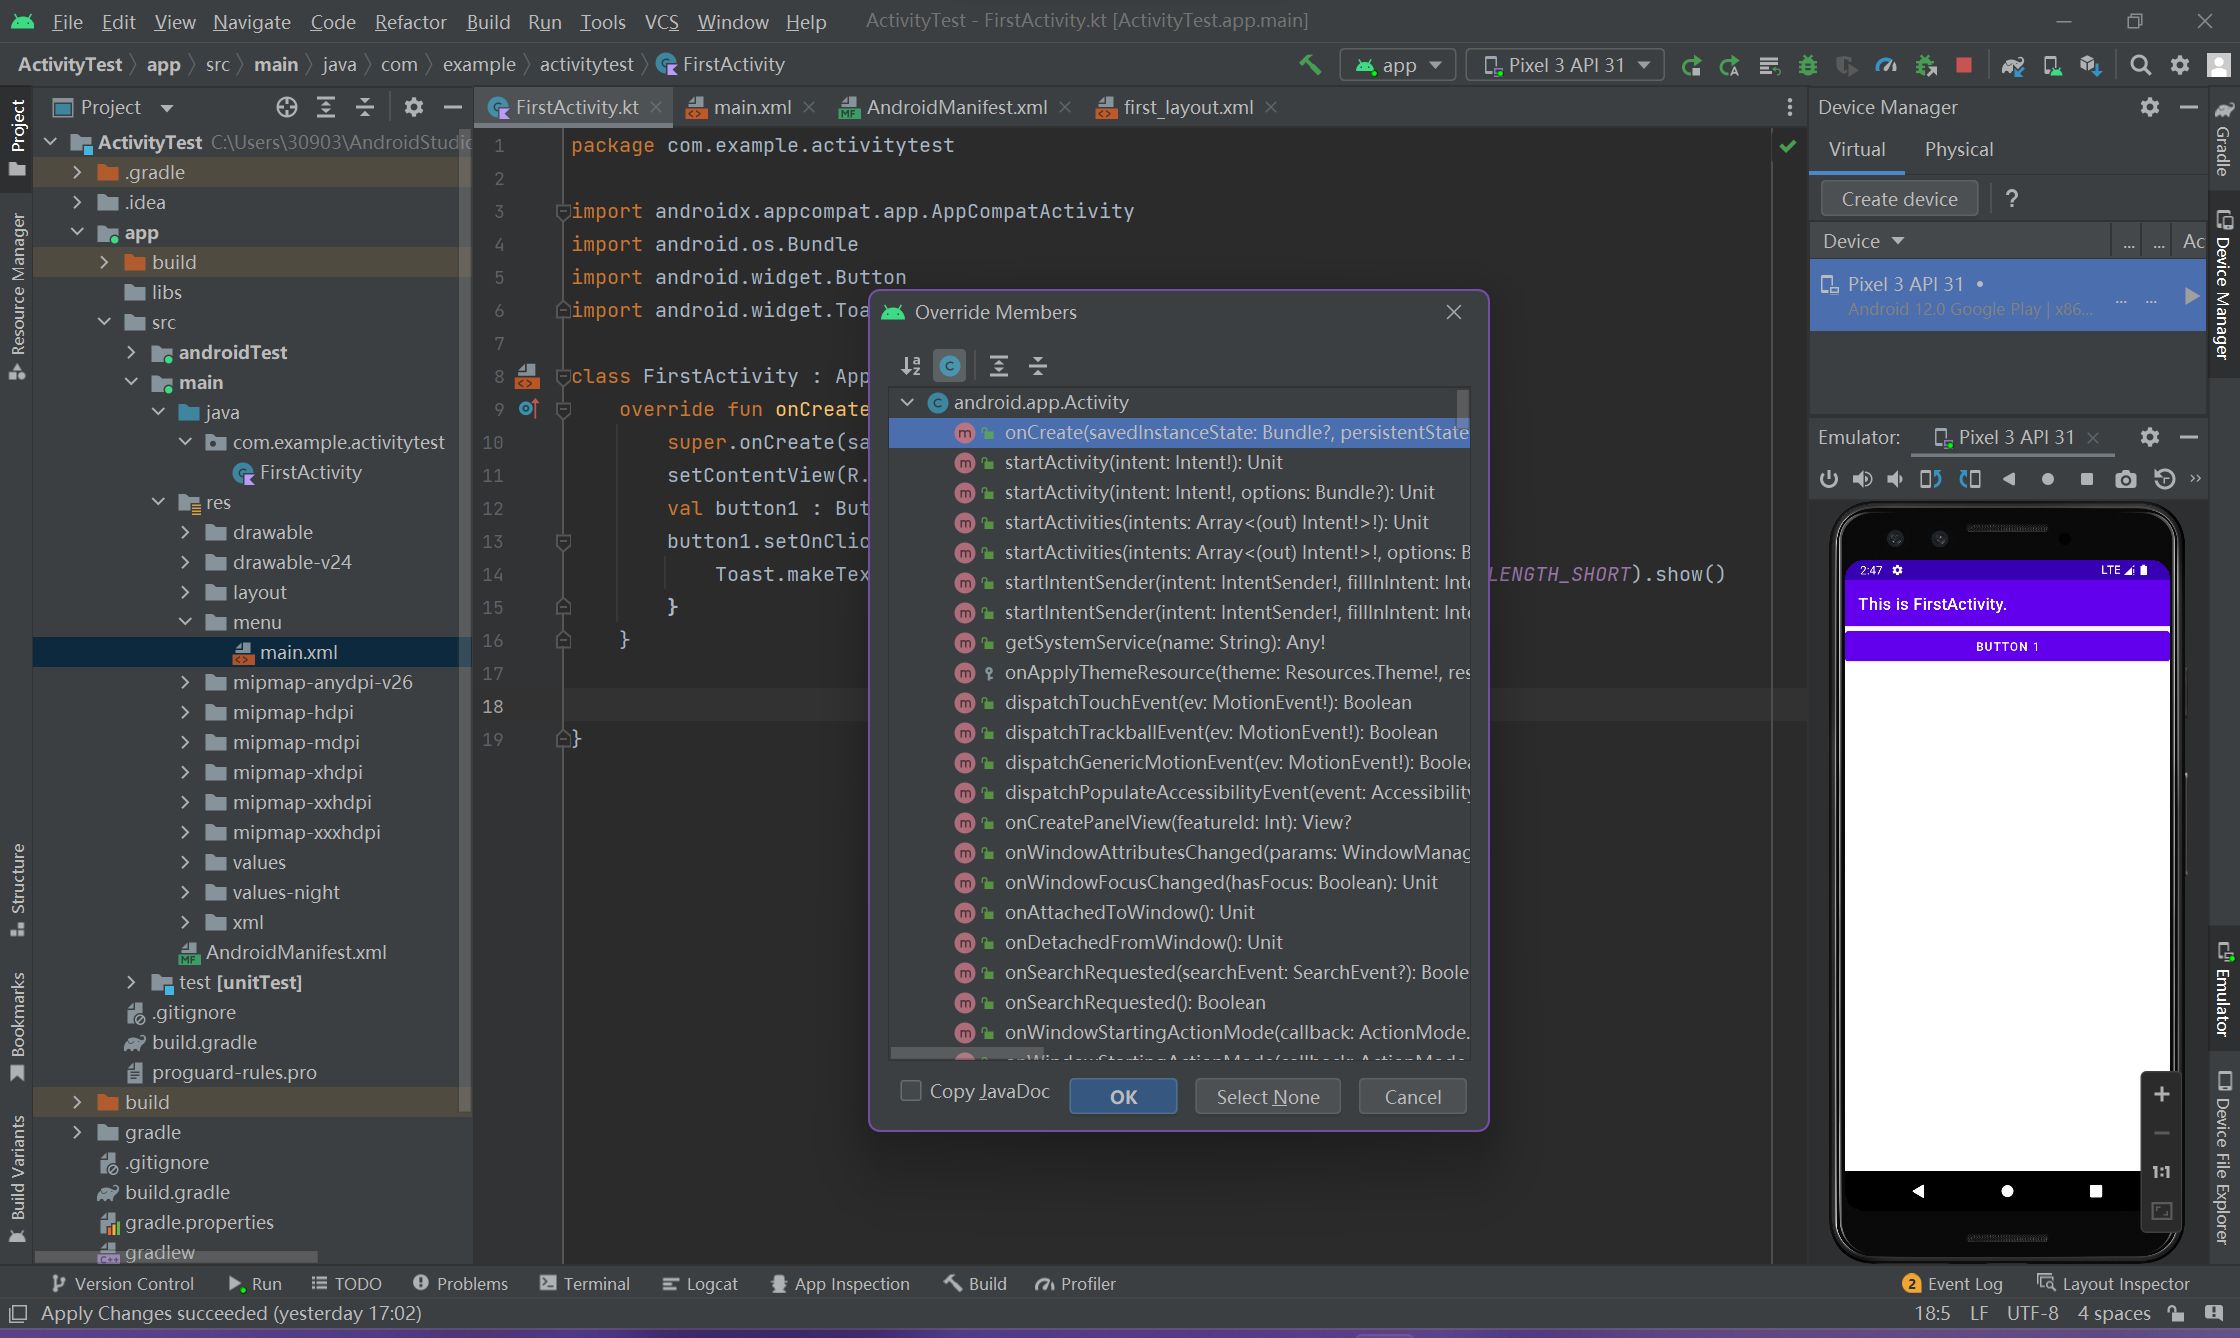 File Edit View Navigate Code Refactor Build Run Tools VCS Window Help ActivityTest - FirstActivity.kt [ActivityTest.app.main]
ActivityTest app src main java com example activitytest FirstActivity app Pixel 3 API 31
Project
Resource Manager
Structure
Bookmarks
Build Variants
Project
ActivityTest C:\Users\30903\AndroidStudi
.gradle
.idea
app
build
libs
src
androidTest
main
java
com.example.activitytest
FirstActivity
res
drawable
drawable-v24
layout
menu
main.xml
mipmap-anydpi-v26
mipmap-hdpi
mipmap-mdpi
mipmap-xhdpi
mipmap-xxhdpi
mipmap-xxxhdpi
values
values-night
xml
AndroidManifest.xml
test [unitTest]
.gitignore
build.gradle
proguard-rules.pro
build
gradle
.gitignore
build.gradle
gradle.properties
gradlew
FirstActivity.kt main.xml AndroidManifest.xml first_layout.xml
1 package com.example.activitytest
2
3 import androidx.appcompat.app.AppCompatActivity
4 import android.os.Bundle
5 import android.widget.Button
6 import android.widget.Toa
7
8 class FirstActivity : App
9 override fun onCreate
10 super.onCreate(sa
11 setContentView(R.
12 val button1 : But
13 button1.setOnClic
14 Toast.makeTex LENGTH_SHORT).show()
15 }
16 }
17
18
19 }
Override Members
android.app.Activity
onCreate(savedInstanceState: Bundle?, persistentState
startActivity(intent: Intent!): Unit
startActivity(intent: Intent!, options: Bundle?): Unit
startActivities(intents: Array<(out) Intent!>!): Unit
startActivities(intents: Array<(out) Intent!>!, options: B
startIntentSender(intent: IntentSender!, fillInIntent: Inte
startIntentSender(intent: IntentSender!, fillInIntent: Inte
getSystemService(name: String): Any!
onApplyThemeResource(theme: Resources.Theme!, res
dispatchTouchEvent(ev: MotionEvent!): Boolean
dispatchTrackballEvent(ev: MotionEvent!): Boolean
dispatchGenericMotionEvent(ev: MotionEvent!): Boolea
dispatchPopulateAccessibilityEvent(event: Accessibility
onCreatePanelView(featureId: Int): View?
onWindowAttributesChanged(params: WindowManag
onWindowFocusChanged(hasFocus: Boolean): Unit
onAttachedToWindow(): Unit
onDetachedFromWindow(): Unit
onSearchRequested(searchEvent: SearchEvent?): Boole
onSearchRequested(): Boolean
onWindowStartingActionMode(callback: ActionMode.
Copy JavaDoc OK Select None Cancel
Device Manager
Virtual Physical
Create device ?
Device ... ... Ac
Pixel 3 API 31 •
Android 12.0 Google Play | x86...
... ...
Emulator: Pixel 3 API 31
2:47 LTE
This is FirstActivity.
BUTTON 1
1:1
Gradle
Device Manager
Emulator
Device File Explorer
Version Control Run TODO Problems Terminal Logcat App Inspection Build Profiler 2 Event Log Layout Inspector
Apply Changes succeeded (yesterday 17:02) 18:5 LF UTF-8 4 spaces